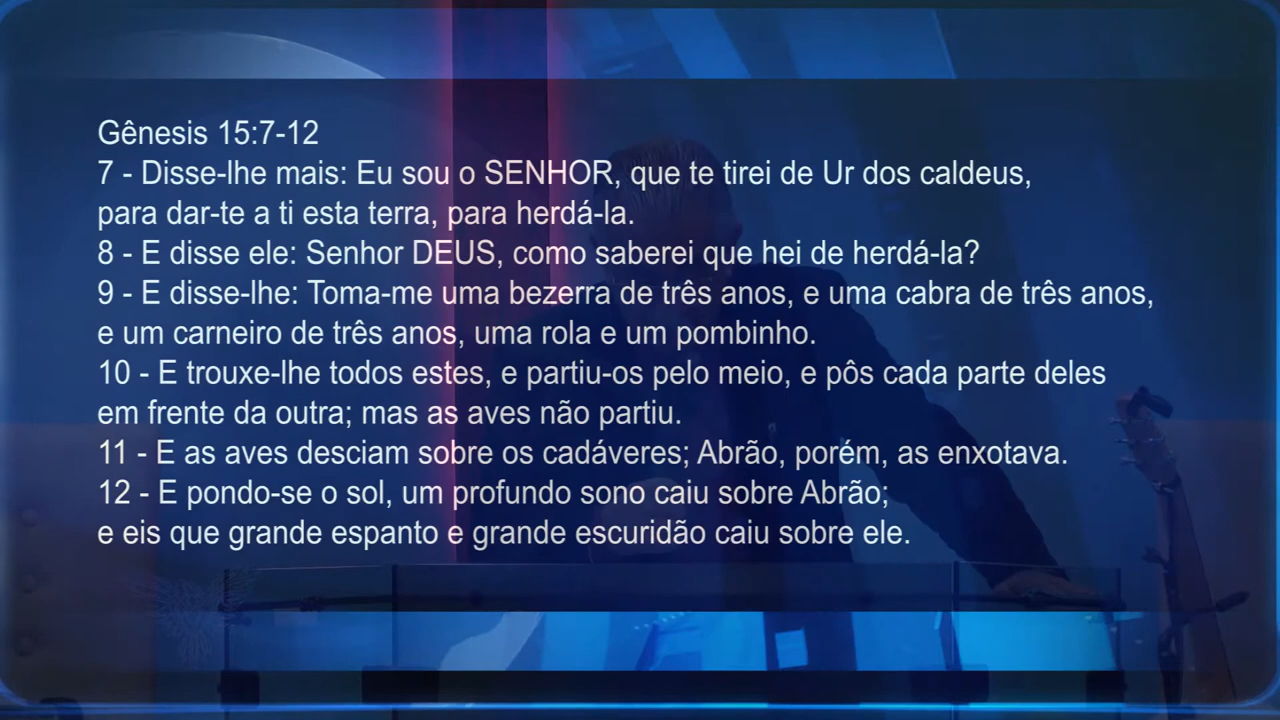 Gênesis 15:7-12
7 - Disse-lhe mais: Eu sou o SENHOR, que te tirei de Ur dos caldeus,
para dar-te a ti esta terra, para herdá-la.
8 - E disse ele: Senhor DEUS, como saberei que hei de herdá-la?
9 - E disse-lhe: Toma-me uma bezerra de três anos, e uma cabra de três anos,
e um carneiro de três anos, uma rola e um pombinho.
10 - E trouxe-lhe todos estes, e partiu-os pelo meio, e pôs cada parte deles
em frente da outra; mas as aves não partiu.
11 - E as aves desciam sobre os cadáveres; Abrão, porém, as enxotava.
12 - E pondo-se o sol, um profundo sono caiu sobre Abrão;
e eis que grande espanto e grande escuridão caiu sobre ele.